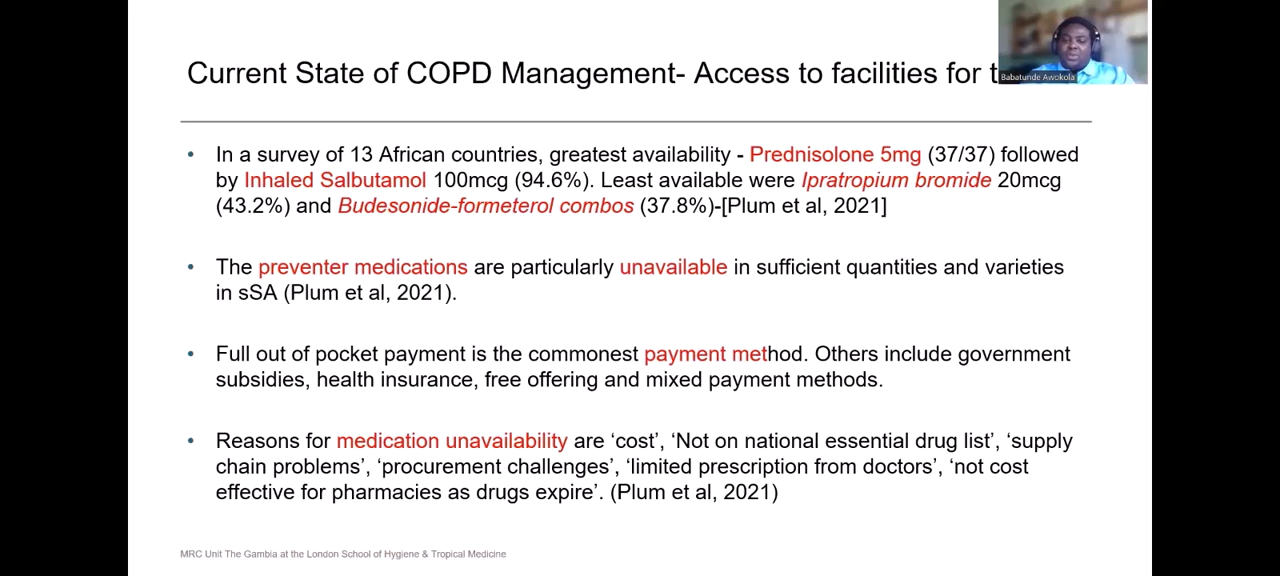 Current State of COPD Management- Access to facilities for t
Babatunde Awokola
• In a survey of 13 African countries, greatest availability - Prednisolone 5mg (37/37) followed
by Inhaled Salbutamol 100mcg (94.6%). Least available were Ipratropium bromide 20mcg
(43.2%) and Budesonide-formeterol combos (37.8%)-[Plum et al, 2021]
• The preventer medications are particularly unavailable in sufficient quantities and varieties
in sSA (Plum et al, 2021).
• Full out of pocket payment is the commonest payment method. Others include government
subsidies, health insurance, free offering and mixed payment methods.
• Reasons for medication unavailability are ‘cost’, ‘Not on national essential drug list’, ‘supply
chain problems’, ‘procurement challenges’, ‘limited prescription from doctors’, ‘not cost
effective for pharmacies as drugs expire’. (Plum et al, 2021)
MRC Unit The Gambia at the London School of Hygiene & Tropical Medicine